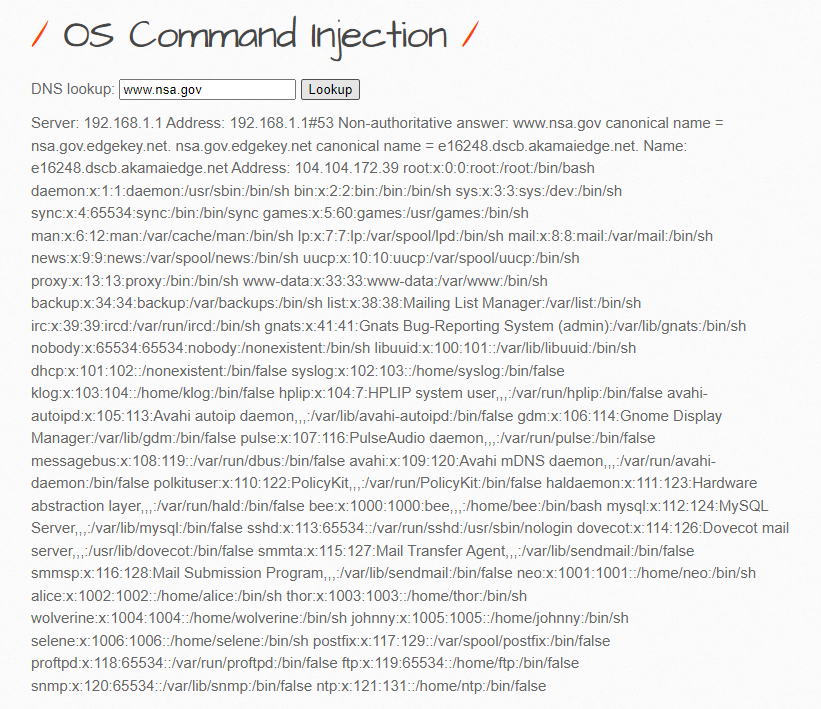 / OS Command Injection /
DNS lookup: www.nsa.gov Lookup
Server: 192.168.1.1 Address: 192.168.1.1#53 Non-authoritative answer: www.nsa.gov canonical name =
nsa.gov.edgekey.net. nsa.gov.edgekey.net canonical name = e16248.dscb.akamaiedge.net. Name:
e16248.dscb.akamaiedge.net Address: 104.104.172.39 root:x:0:0:root:/root:/bin/bash
daemon:x:1:1:daemon:/usr/sbin:/bin/sh bin:x:2:2:bin:/bin:/bin/sh sys:x:3:3:sys:/dev:/bin/sh
sync:x:4:65534:sync:/bin:/bin/sync games:x:5:60:games:/usr/games:/bin/sh
man:x:6:12:man:/var/cache/man:/bin/sh lp:x:7:7:lp:/var/spool/lpd:/bin/sh mail:x:8:8:mail:/var/mail:/bin/sh
news:x:9:9:news:/var/spool/news:/bin/sh uucp:x:10:10:uucp:/var/spool/uucp:/bin/sh
proxy:x:13:13:proxy:/bin:/bin/sh www-data:x:33:33:www-data:/var/www:/bin/sh
backup:x:34:34:backup:/var/backups:/bin/sh list:x:38:38:Mailing List Manager:/var/list:/bin/sh
irc:x:39:39:ircd:/var/run/ircd:/bin/sh gnats:x:41:41:Gnats Bug-Reporting System (admin):/var/lib/gnats:/bin/sh
nobody:x:65534:65534:nobody:/nonexistent:/bin/sh libuuid:x:100:101::/var/lib/libuuid:/bin/sh
dhcp:x:101:102::/nonexistent:/bin/false syslog:x:102:103::/home/syslog:/bin/false
klog:x:103:104::/home/klog:/bin/false hplip:x:104:7:HPLIP system user,,,:/var/run/hplip:/bin/false avahi-
autoipd:x:105:113:Avahi autoip daemon,,,:/var/lib/avahi-autoipd:/bin/false gdm:x:106:114:Gnome Display
Manager:/var/lib/gdm:/bin/false pulse:x:107:116:PulseAudio daemon,,,:/var/run/pulse:/bin/false
messagebus:x:108:119::/var/run/dbus:/bin/false avahi:x:109:120:Avahi mDNS daemon,,,:/var/run/avahi-
daemon:/bin/false polkituser:x:110:122:PolicyKit,,,:/var/run/PolicyKit:/bin/false haldaemon:x:111:123:Hardware
abstraction layer,,,:/var/run/hald:/bin/false bee:x:1000:1000:bee,,,:/home/bee:/bin/bash mysql:x:112:124:MySQL
Server,,,:/var/lib/mysql:/bin/false sshd:x:113:65534::/var/run/sshd:/usr/sbin/nologin dovecot:x:114:126:Dovecot mail
server,,,:/usr/lib/dovecot:/bin/false smmta:x:115:127:Mail Transfer Agent,,,:/var/lib/sendmail:/bin/false
smmsp:x:116:128:Mail Submission Program,,,:/var/lib/sendmail:/bin/false neo:x:1001:1001::/home/neo:/bin/sh
alice:x:1002:1002::/home/alice:/bin/sh thor:x:1003:1003::/home/thor:/bin/sh
wolverine:x:1004:1004::/home/wolverine:/bin/sh johnny:x:1005:1005::/home/johnny:/bin/sh
selene:x:1006:1006::/home/selene:/bin/sh postfix:x:117:129::/var/spool/postfix:/bin/false
proftpd:x:118:65534::/var/run/proftpd:/bin/false ftp:x:119:65534::/home/ftp:/bin/false
snmp:x:120:65534::/var/lib/snmp:/bin/false ntp:x:121:131::/home/ntp:/bin/false